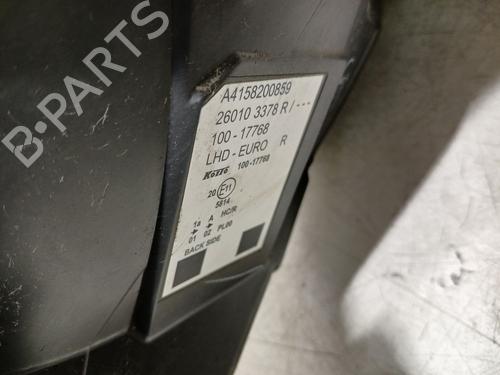 B-PARTS
A4158200859
26010 3378 R / ---
100 - 17768
LHD - EURO R
Koito 100-17768
20 E11
5814
1a A HC/R
01 02 PL00
BACK SIDE